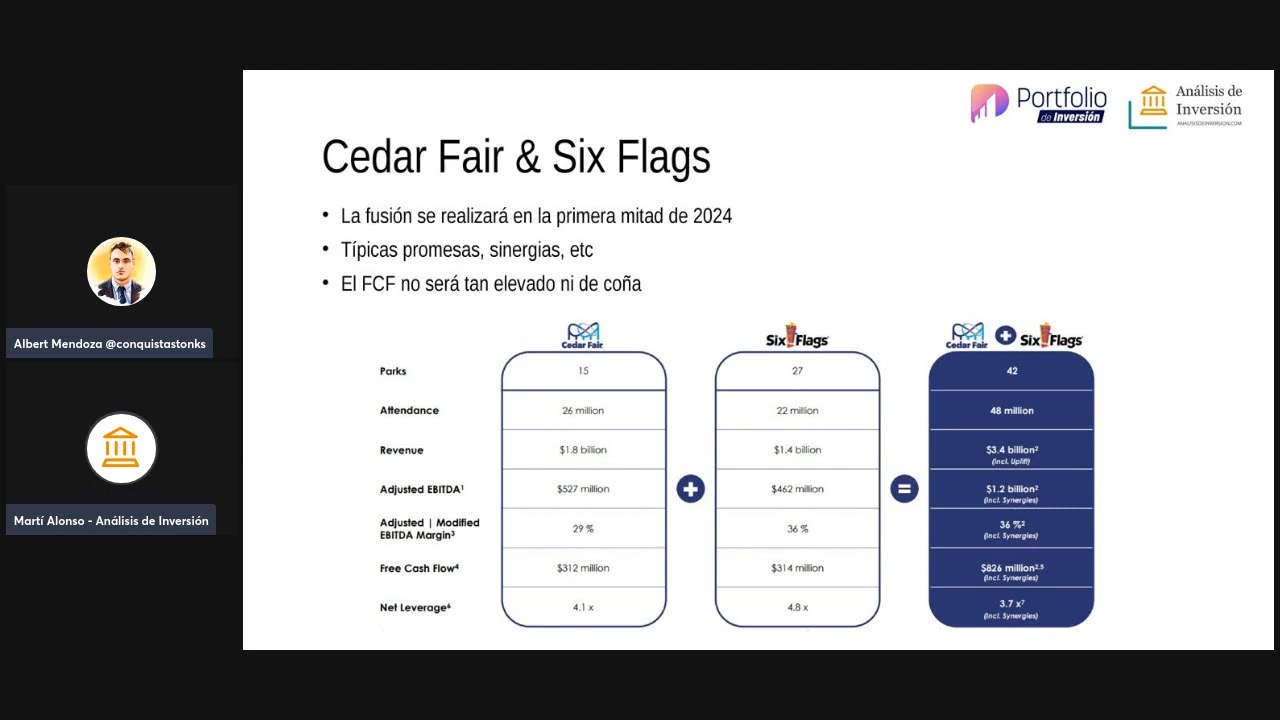 Portfolio
de Inversión
Análisis de
Inversión
ANALISISDEINVERSION.COM
Cedar Fair & Six Flags
• La fusión se realizará en la primera mitad de 2024
• Típicas promesas, sinergias, etc
• El FCF no será tan elevado ni de coña
Cedar Fair
Six Flags
Cedar Fair + Six Flags
Parks 15 27 42
Attendance 26 million 22 million 48 million
Revenue $1.8 billion $1.4 billion $3.4 billion²
(Incl. Uplift)
Adjusted EBITDA¹ $527 million + $462 million = $1.2 billion²
(Incl. Synergies)
Adjusted | Modified
EBITDA Margin³ 29 % 36 % 36 %²
(Incl. Synergies)
Free Cash Flow⁴ $312 million $314 million $826 million²·⁵
(Incl. Synergies)
Net Leverage⁶ 4.1 x 4.8 x 3.7 x⁷
(Incl. Synergies)
Albert Mendoza @conquistastonks
Martí Alonso - Análisis de Inversión